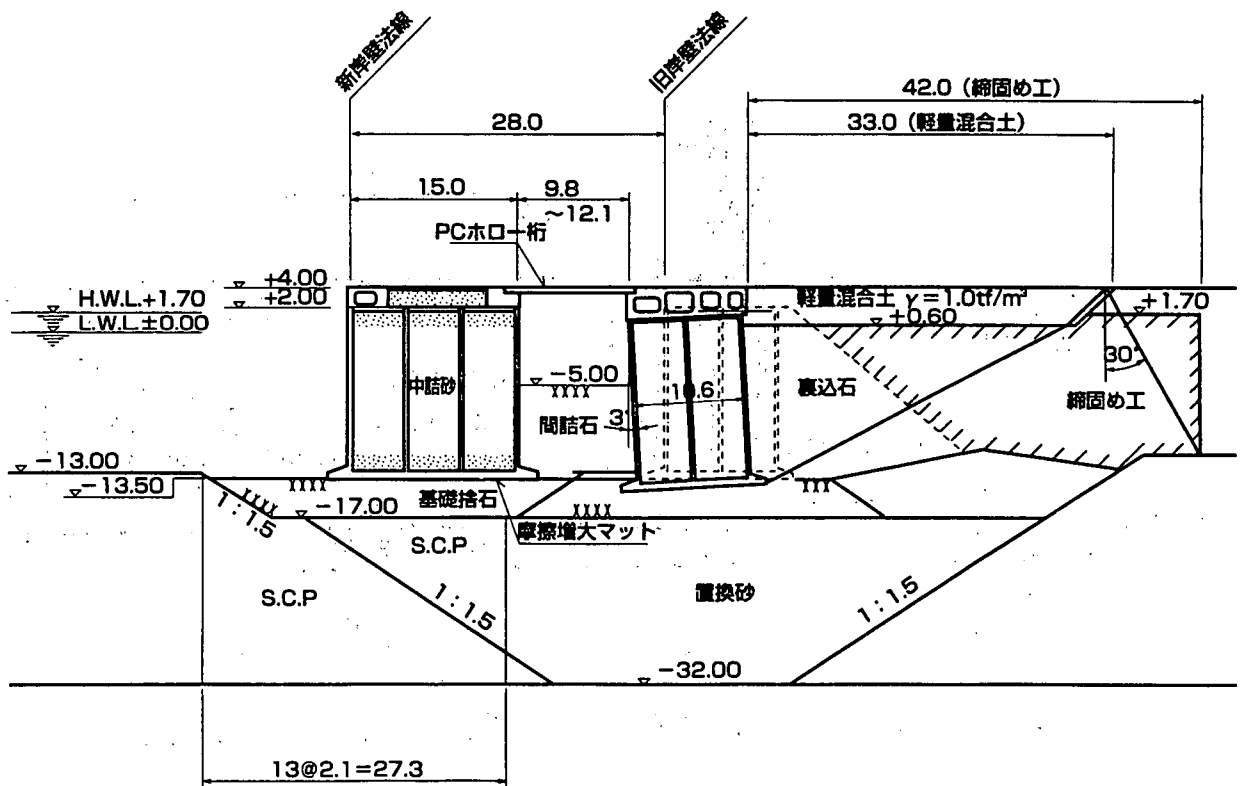 新岸壁法線
旧岸壁法線
42.0（締固め工）
33.0（軽量混合土）
28.0
15.0
9.8
～12.1
PCホロー桁
+4.00
+2.00
H.W.L.+1.70
L.W.L.±0.00
軽量混合土 γ＝1.0tf/m³
+0.60
+1.70
30°
中詰砂
-5.00
10.6
3°
間詰石
裏込石
締固め工
-13.00
-13.50
1：1.5
-17.00
基礎捨石
摩擦増大マット
S.C.P
S.C.P
1：1.5
置換砂
1：1.5
-32.00
13@2.1=27.3